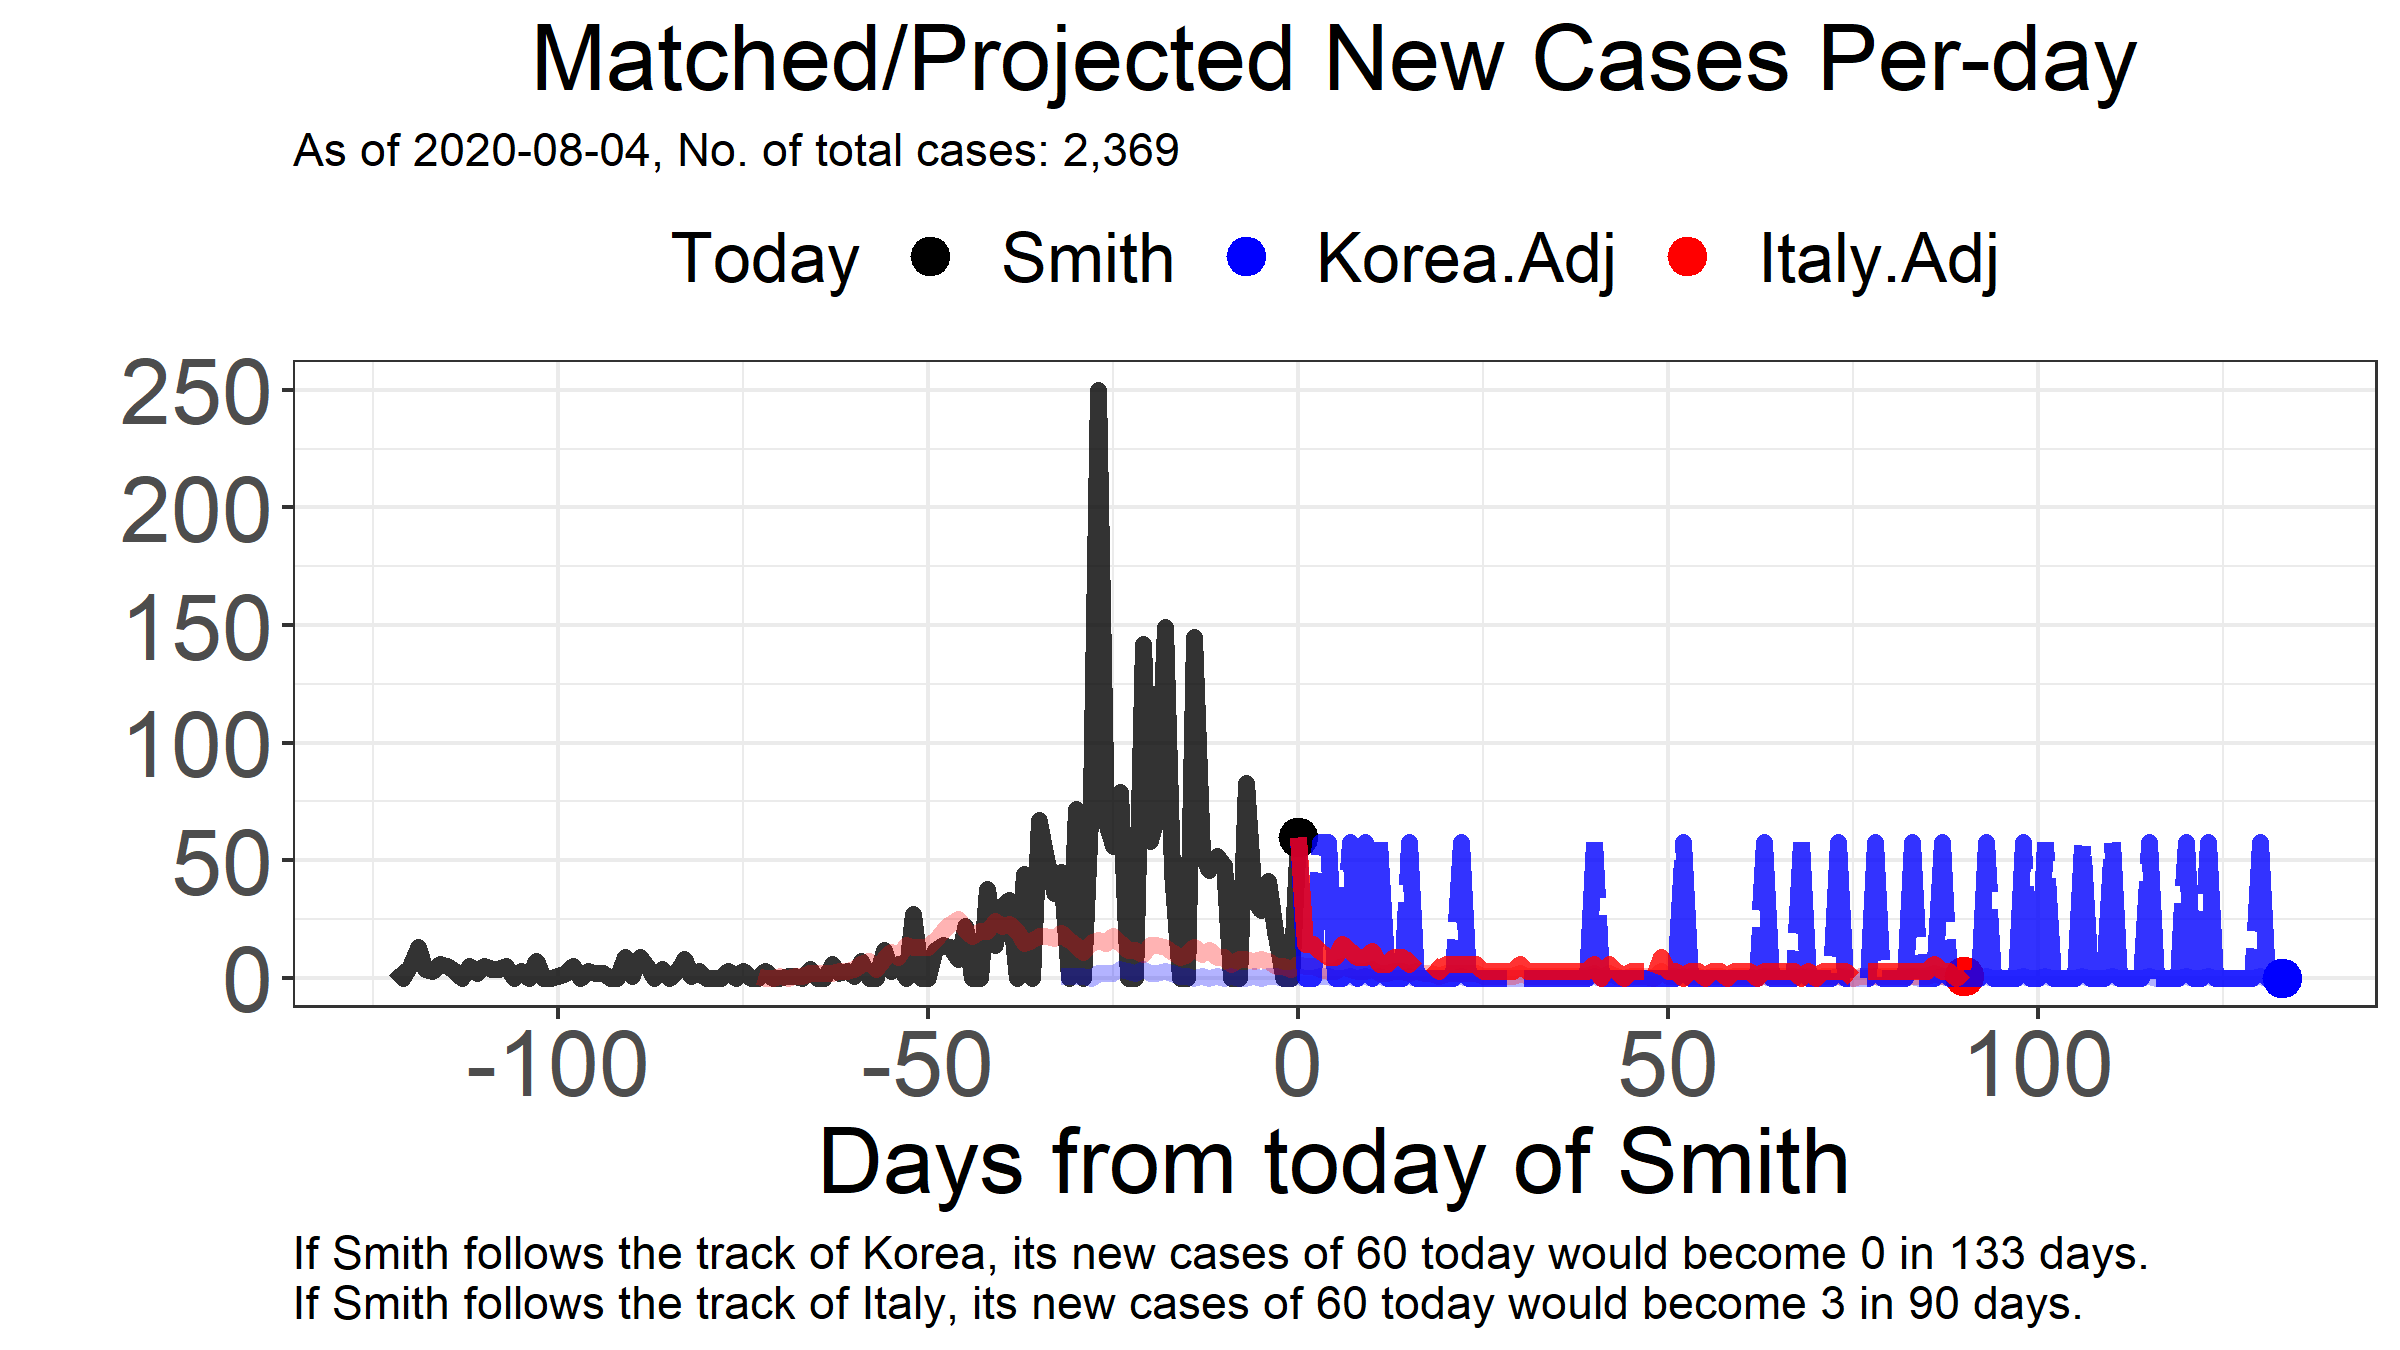 Matched/Projected New Cases Per-day
As of 2020-08-04, No. of total cases: 2,369
Today Smith Korea.Adj Italy.Adj
250
200
150
100
50
0
-100 -50 0 50 100
Days from today of Smith
If Smith follows the track of Korea, its new cases of 60 today would become 0 in 133 days.
If Smith follows the track of Italy, its new cases of 60 today would become 3 in 90 days.